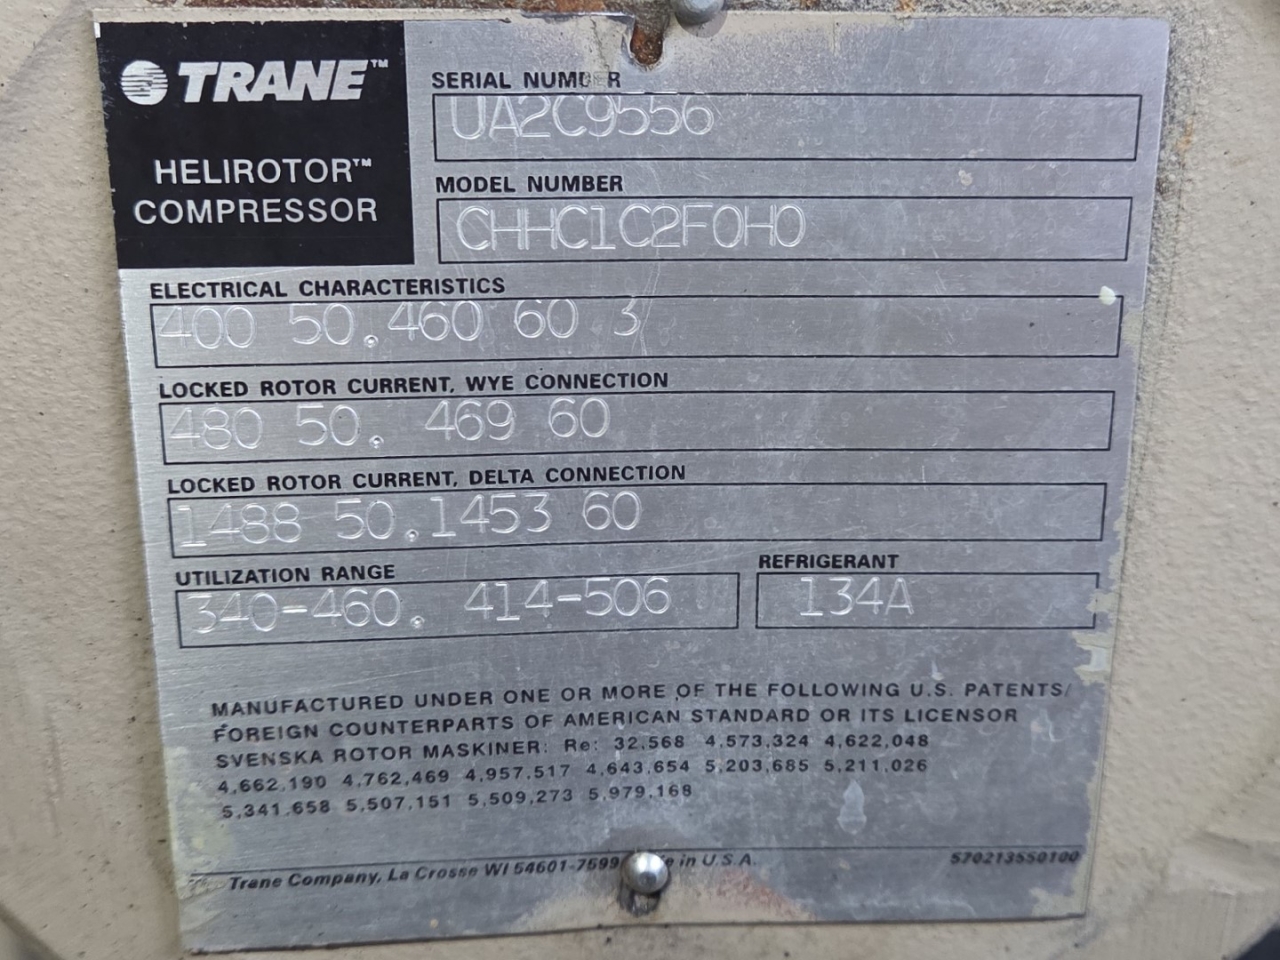 TRANE™
HELIROTOR™
COMPRESSOR
SERIAL NUMBER
UA2C9556
MODEL NUMBER
CHHC1C2F0H0
ELECTRICAL CHARACTERISTICS
400 50.460 60 3
LOCKED ROTOR CURRENT, WYE CONNECTION
480 50. 469 60
LOCKED ROTOR CURRENT, DELTA CONNECTION
1488 50.1453 60
UTILIZATION RANGE
340-460. 414-506
REFRIGERANT
134A
MANUFACTURED UNDER ONE OR MORE OF THE FOLLOWING U.S. PATENTS/
FOREIGN COUNTERPARTS OF AMERICAN STANDARD OR ITS LICENSOR
SVENSKA ROTOR MASKINER: Re: 32,568 4,573,324 4,622,048
4,662,190 4,762,469 4,957,517 4,643,654 5,203,685 5,211,026
5,341,658 5,507,151 5,509,273 5,979,168
Trane Company, La Crosse WI 54601-7599 in U.S.A.
570213550100